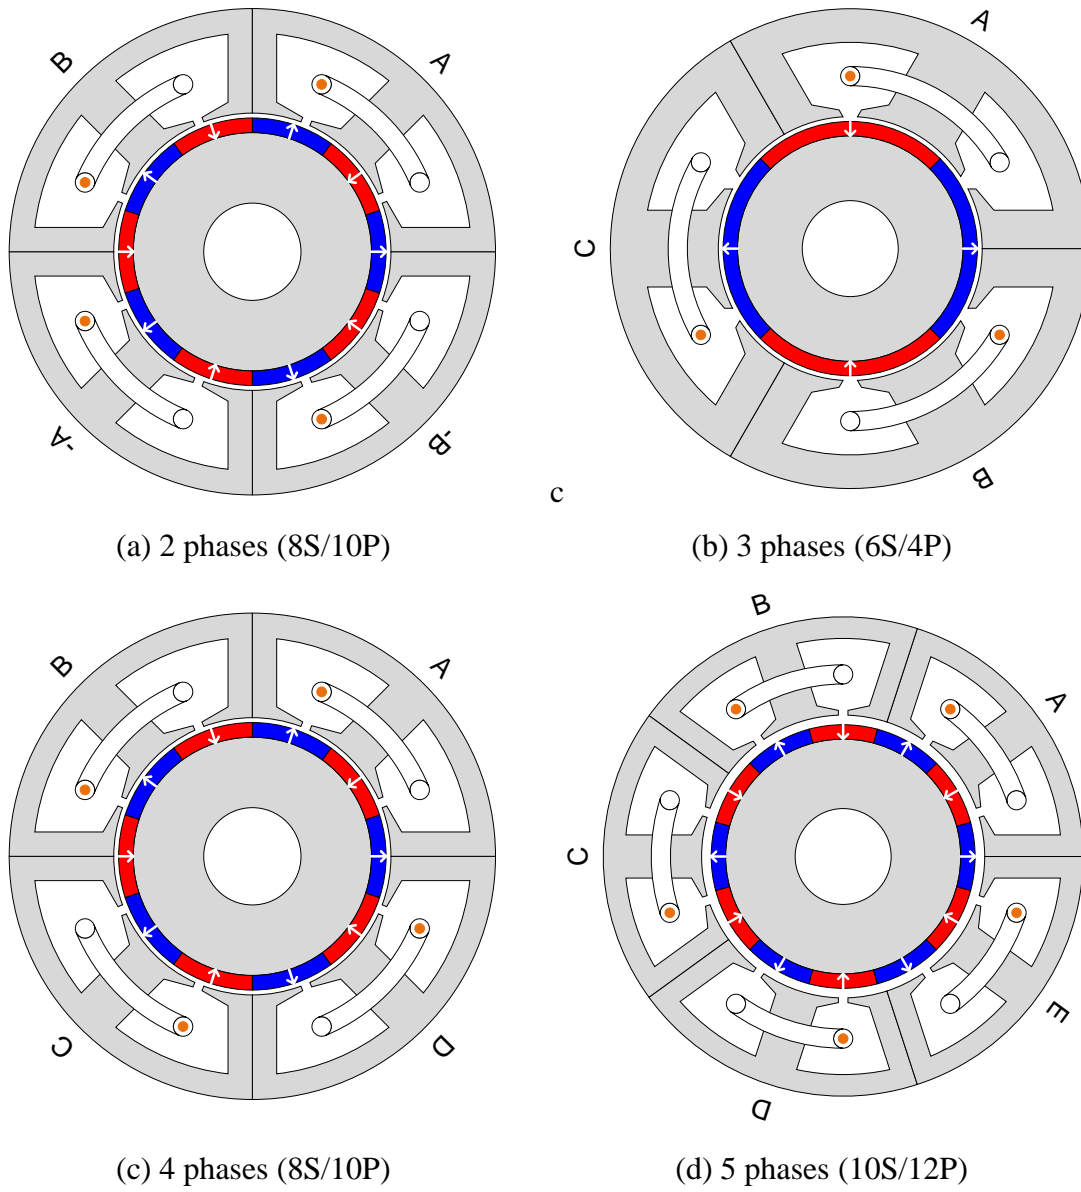 B
A
-A
-B
A
C
B
c
(a) 2 phases (8S/10P)
(b) 3 phases (6S/4P)
B
A
C
D
B
A
C
D
E
(c) 4 phases (8S/10P)
(d) 5 phases (10S/12P)